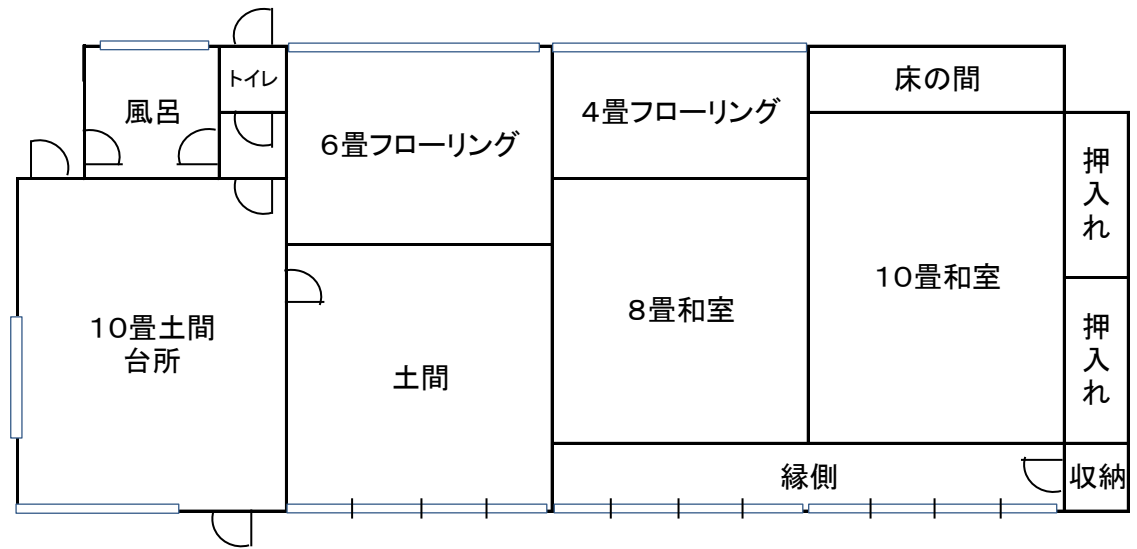 トイレ
床の間
風呂
4畳フローリング
6畳フローリング
押入れ
10畳和室
8畳和室
10畳土間
台所
押入れ
土間
縁側
収納